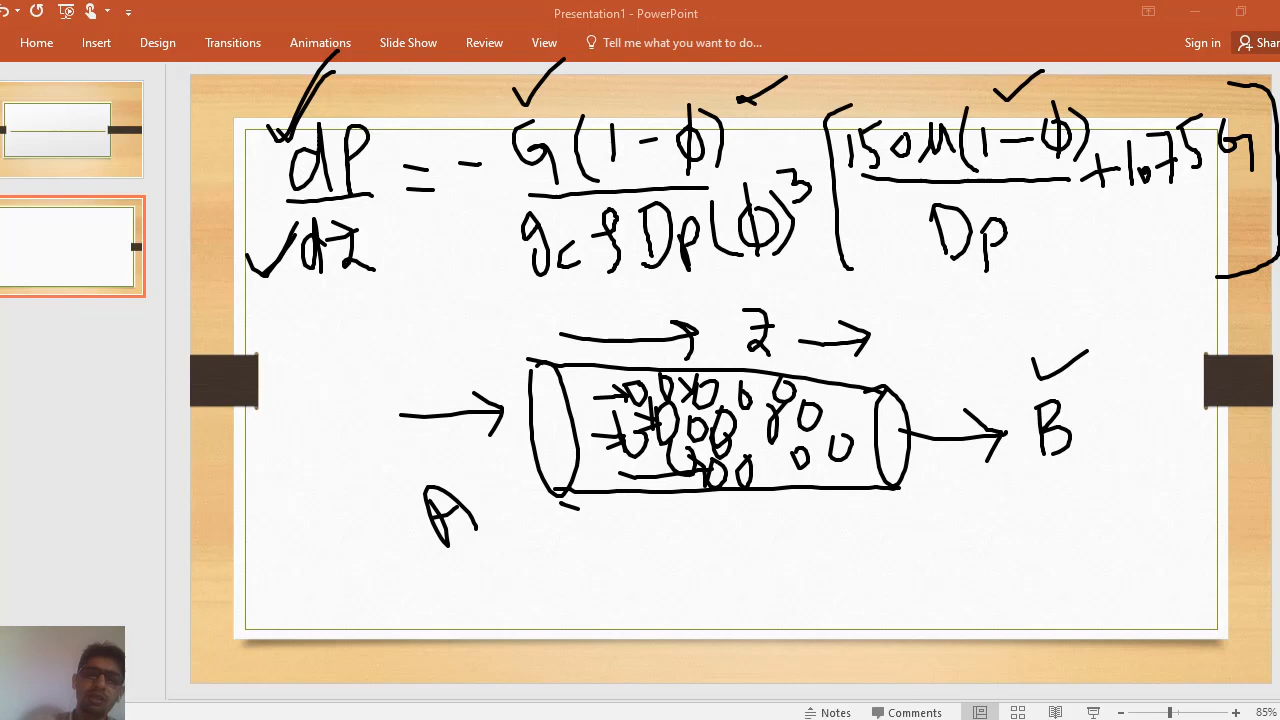 Presentation1 - PowerPoint
Home Insert Design Transitions Animations Slide Show Review View Tell me what you want to do... Sign in Shar
dP/dz = - G(1-ϕ)/(gc ρ Dp(ϕ)^3) [150μ(1-ϕ)/Dp + 1.75G]
Z
A
B
Notes Comments 85%